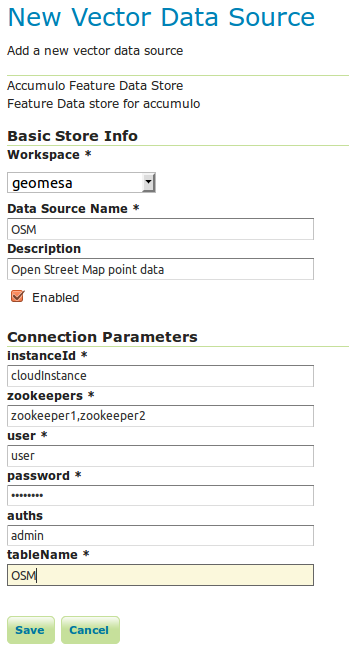 New Vector Data Source
Add a new vector data source
Accumulo Feature Data Store
Feature Data store for accumulo
Basic Store Info
Workspace *
geomesa
Data Source Name *
OSM
Description
Open Street Map point data
Enabled
Connection Parameters
instanceId *
cloudInstance
zookeepers *
zookeeper1,zookeeper2
user *
user
password *
••••••••
auths
admin
tableName *
OSM
Save Cancel